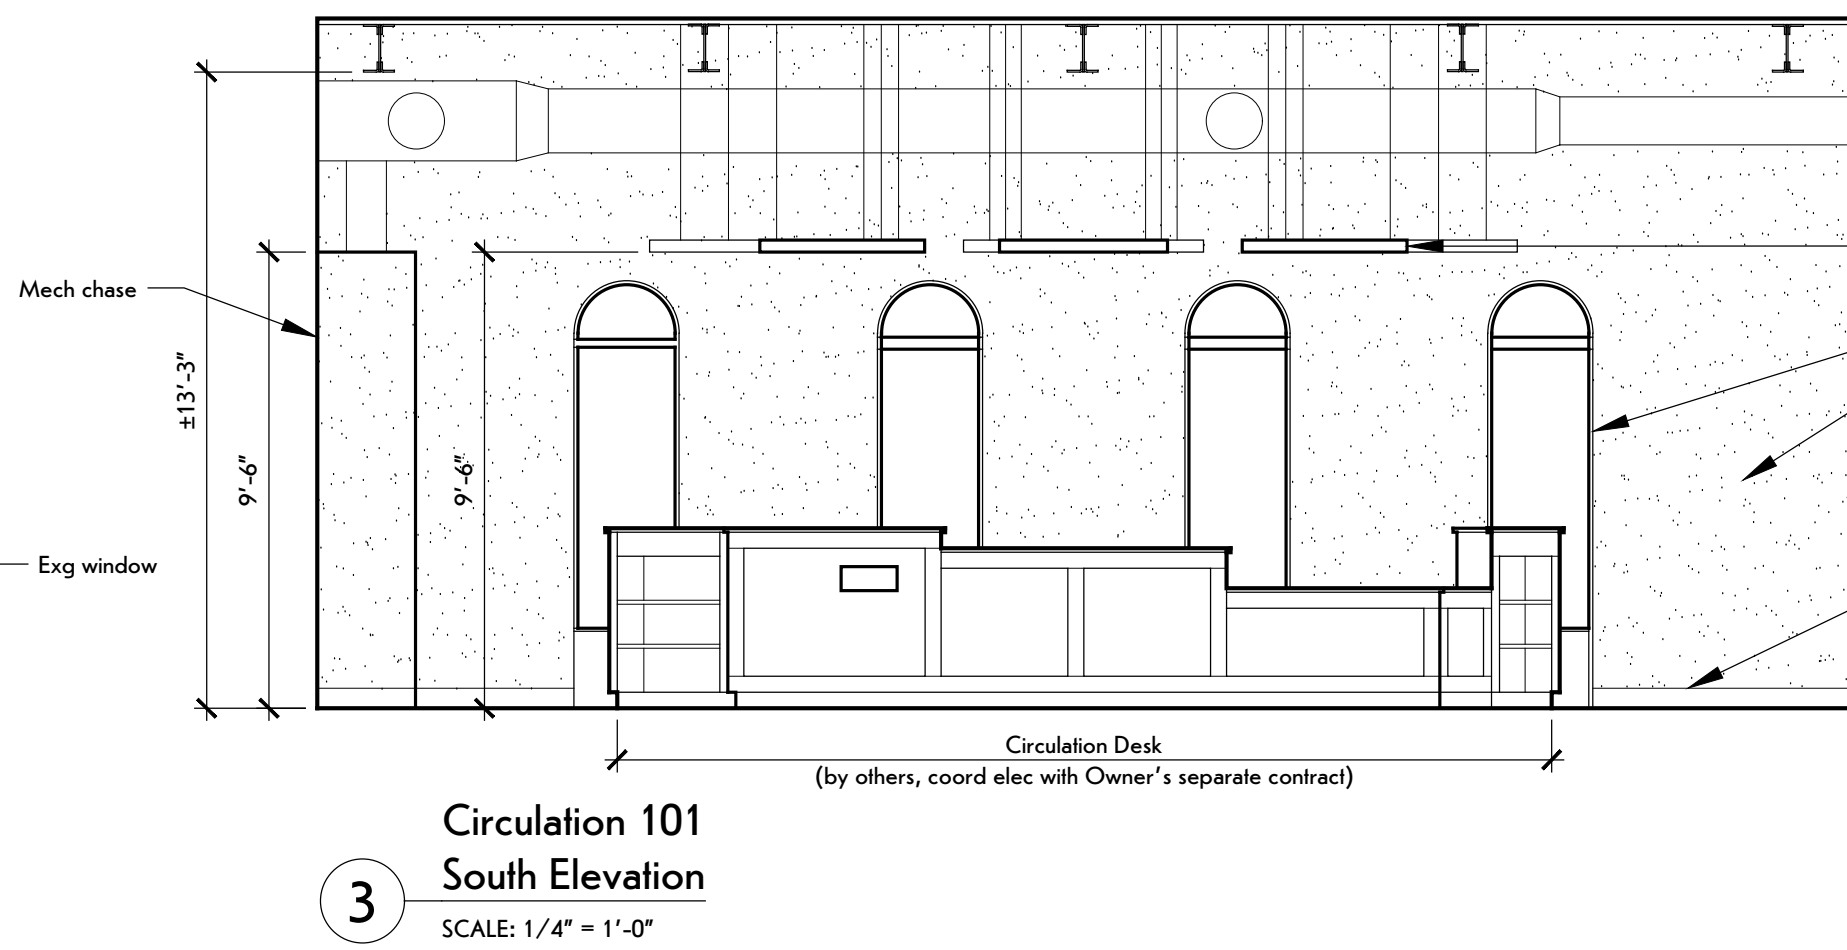 Mech chase
±13'-3"
9'-6"
9'-6"
Exg window
Circulation Desk
(by others, coord elec with Owner's separate contract)
Circulation 101
South Elevation
3
SCALE: 1/4" = 1'-0"